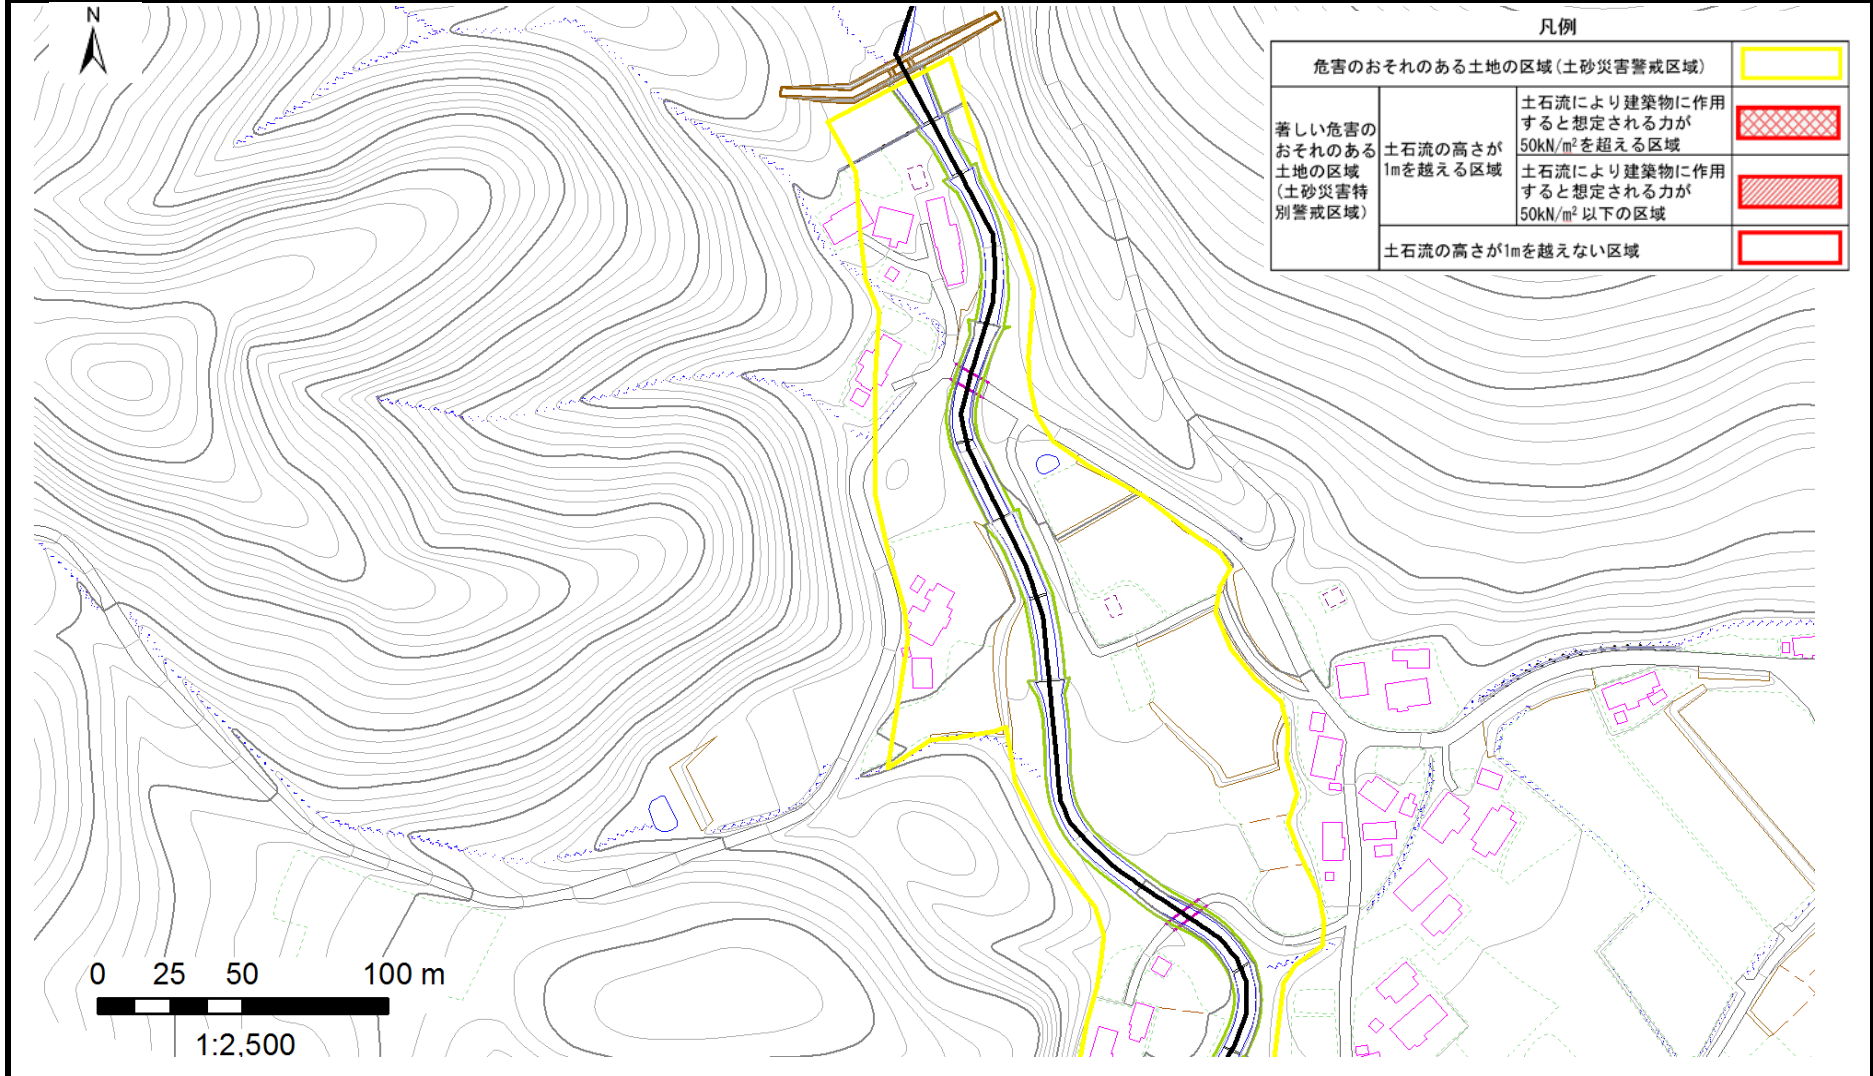 N
凡例
危害のおそれのある土地の区域(土砂災害警戒区域)
著しい危害の
おそれのある
土地の区域
(土砂災害特
別警戒区域)
土石流の高さが
1mを越える区域
土石流により建築物に作用
すると想定される力が
50kN/㎡を超える区域
土石流により建築物に作用
すると想定される力が
50kN/㎡以下の区域
土石流の高さが1mを越えない区域
0 25 50 100 m
1:2,500